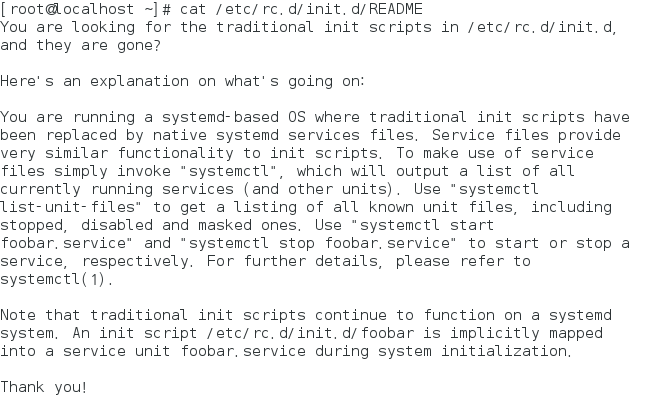 [root@localhost ~]# cat /etc/rc.d/init.d/README
You are looking for the traditional init scripts in /etc/rc.d/init.d,
and they are gone?
Here's an explanation on what's going on:
You are running a systemd-based OS where traditional init scripts have
been replaced by native systemd services files. Service files provide
very similar functionality to init scripts. To make use of service
files simply invoke "systemctl", which will output a list of all
currently running services (and other units). Use "systemctl
list-unit-files" to get a listing of all known unit files, including
stopped, disabled and masked ones. Use "systemctl start
foobar.service" and "systemctl stop foobar.service" to start or stop a
service, respectively. For further details, please refer to
systemctl(1).
Note that traditional init scripts continue to function on a systemd
system. An init script /etc/rc.d/init.d/foobar is implicitly mapped
into a service unit foobar.service during system initialization.
Thank you!